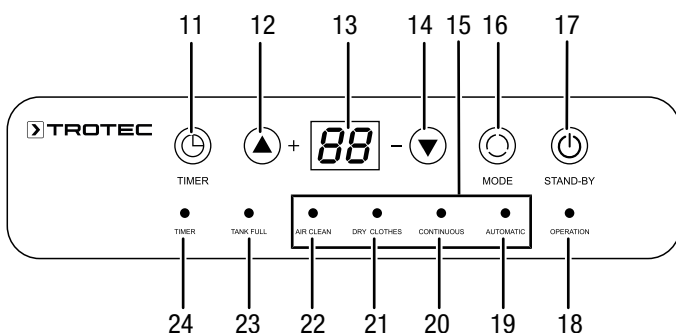 11 12 13 14 15 16 17
TROTEC
+ 88 -
TIMER MODE STAND-BY
TIMER TANK FULL AIR CLEAN DRY CLOTHES CONTINUOUS AUTOMATIC OPERATION
24 23 22 21 20 19 18